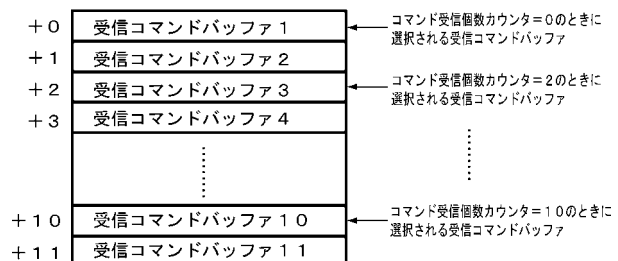 +0 受信コマンドバッファ1
コマンド受信個数カウンター=0のときに
選択される受信コマンドバッファ
+1 受信コマンドバッファ2
+2 受信コマンドバッファ3
コマンド受信個数カウンタ=2のときに
選択される受信コマンドバッファ
+3 受信コマンドバッファ4
+10 受信コマンドバッファ10
コマンド受信個数カウンタ=10のときに
選択される受信コマンドバッファ
+11 受信コマンドバッファ11